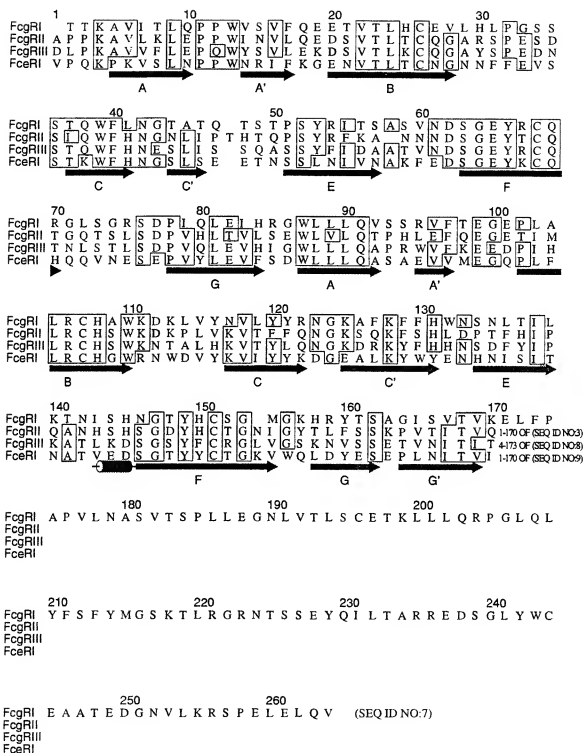 1 10 20 30
FcgRI T T K A V I T L Q P P W V S V F Q E E T V T L H C E V L H L P G S S
FcgRII A P P K A V L K L E P P W I N V L Q E D S V T L T C Q G A R S P E S D
FcgRIII D L P K A V V F L E P Q W Y S V L E K D S V T L K C Q G A Y S P E D N
FceRI V P Q K P K V S L N P P W N R I F K G E N V T L T C N G N N F F E V S
A A' B
40 50 60
FcgRI S T Q W F L N G T A T Q T S T P S Y R I T S A S V N D S G E Y R C Q
FcgRII S I Q W F H N G N L I P T H T Q P S Y R F K A N N N D S G E Y T C Q
FcgRIII S T Q W F H N E S L I S S Q A S S Y F I D A A T V N D S G E Y R C Q
FceRI S T K W F H N G S L S E E T N S S L N I V N A K F E D S G E Y K C Q
C C' E F
70 80 90 100
FcgRI R G L S G R S D P I Q L E I H R G W L L L Q V S S R V F T E G E P L A
FcgRII T G Q T S L S D P V H L T V L S E W L V L Q T P H L E F Q E G E T I M
FcgRIII T N L S T L S D P V Q L E V H I G W L L L Q A P R W V F K E E D P I H
FceRI H Q Q V N E S E P V Y L E V F S D W L L L Q A S A E V V M E G Q P L F
G A A'
110 120 130
FcgRI L R C H A W K D K L V Y N V L Y Y R N G K A F K F F H W N S N L T I L
FcgRII L R C H S W K D K P L V K V T F F Q N G K S Q K F S H L D P T F H I P
FcgRIII L R C H S W K N T A L H K V T Y L Q N G K D R K Y F H H N S D F Y I P
FceRI L R C H G W R N W D V Y K V I Y Y K D G E A L K Y W Y E N H N I S I T
B C C' E
140 150 160 170
FcgRI K T N I S H N G T Y H C S G M G K H R Y T S A G I S V T V K E L F P
FcgRII Q A N H S H S G D Y H C T G N I G Y T L F S S K P V T I T V Q 1-170 OF (SEQ ID NO:3)
FcgRIII K A T L K D S G S Y F C R G L V G S K N V S S E T V N I T I T 4-173 OF (SEQ ID NO:8)
FceRI N A T V E D S G T Y Y C T G K V W Q L D Y E S E P L N I T V I 1-170 OF (SEQ ID NO:9)
F G G'
180 190 200
FcgRI A P V L N A S V T S P L L E G N L V T L S C E T K L L L Q R P G L Q L
FcgRII
FcgRIII
FceRI
210 220 230 240
FcgRI Y F S F Y M G S K T L R G R N T S S E Y Q I L T A R R E D S G L Y W C
FcgRII
FcgRIII
FceRI
250 260
FcgRI E A A T E D G N V L K R S P E L E L Q V (SEQ ID NO:7)
FcgRII
FcgRIII
FceRI